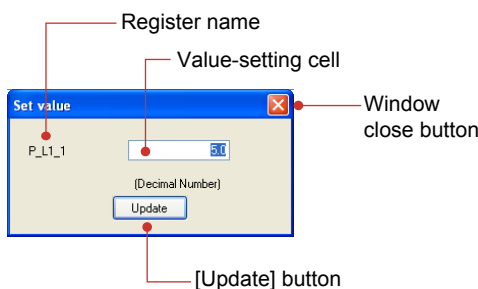 Register name
Value-setting cell
Set value
Window
close button
P_L1_1
5.0
(Decimal Number)
Update
[Update] button